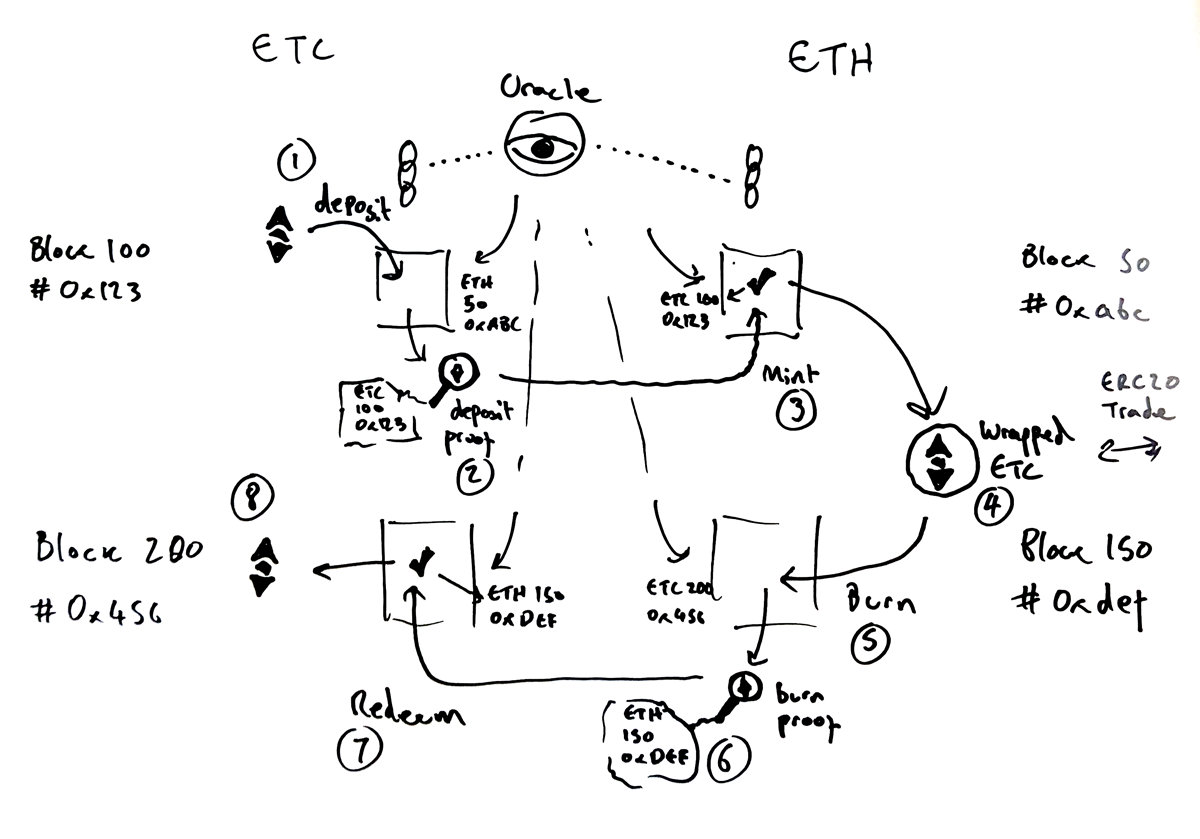 ETC
ETH
Oracle
1
deposit
Block 100
# 0x123
ETH
50
0xABC
ETC 100
0x123
Block 50
# 0xabc
Mint
3
ETC
100
0x123
deposit
proof
2
ERC20
Trade
Wrapped
ETC
4
8
Block 200
# 0x456
ETH 150
0xDEF
ETC 200
0x456
Block 150
# 0xdef
Burn
5
Redeem
7
ETH
150
0xDEF
burn
proof
6